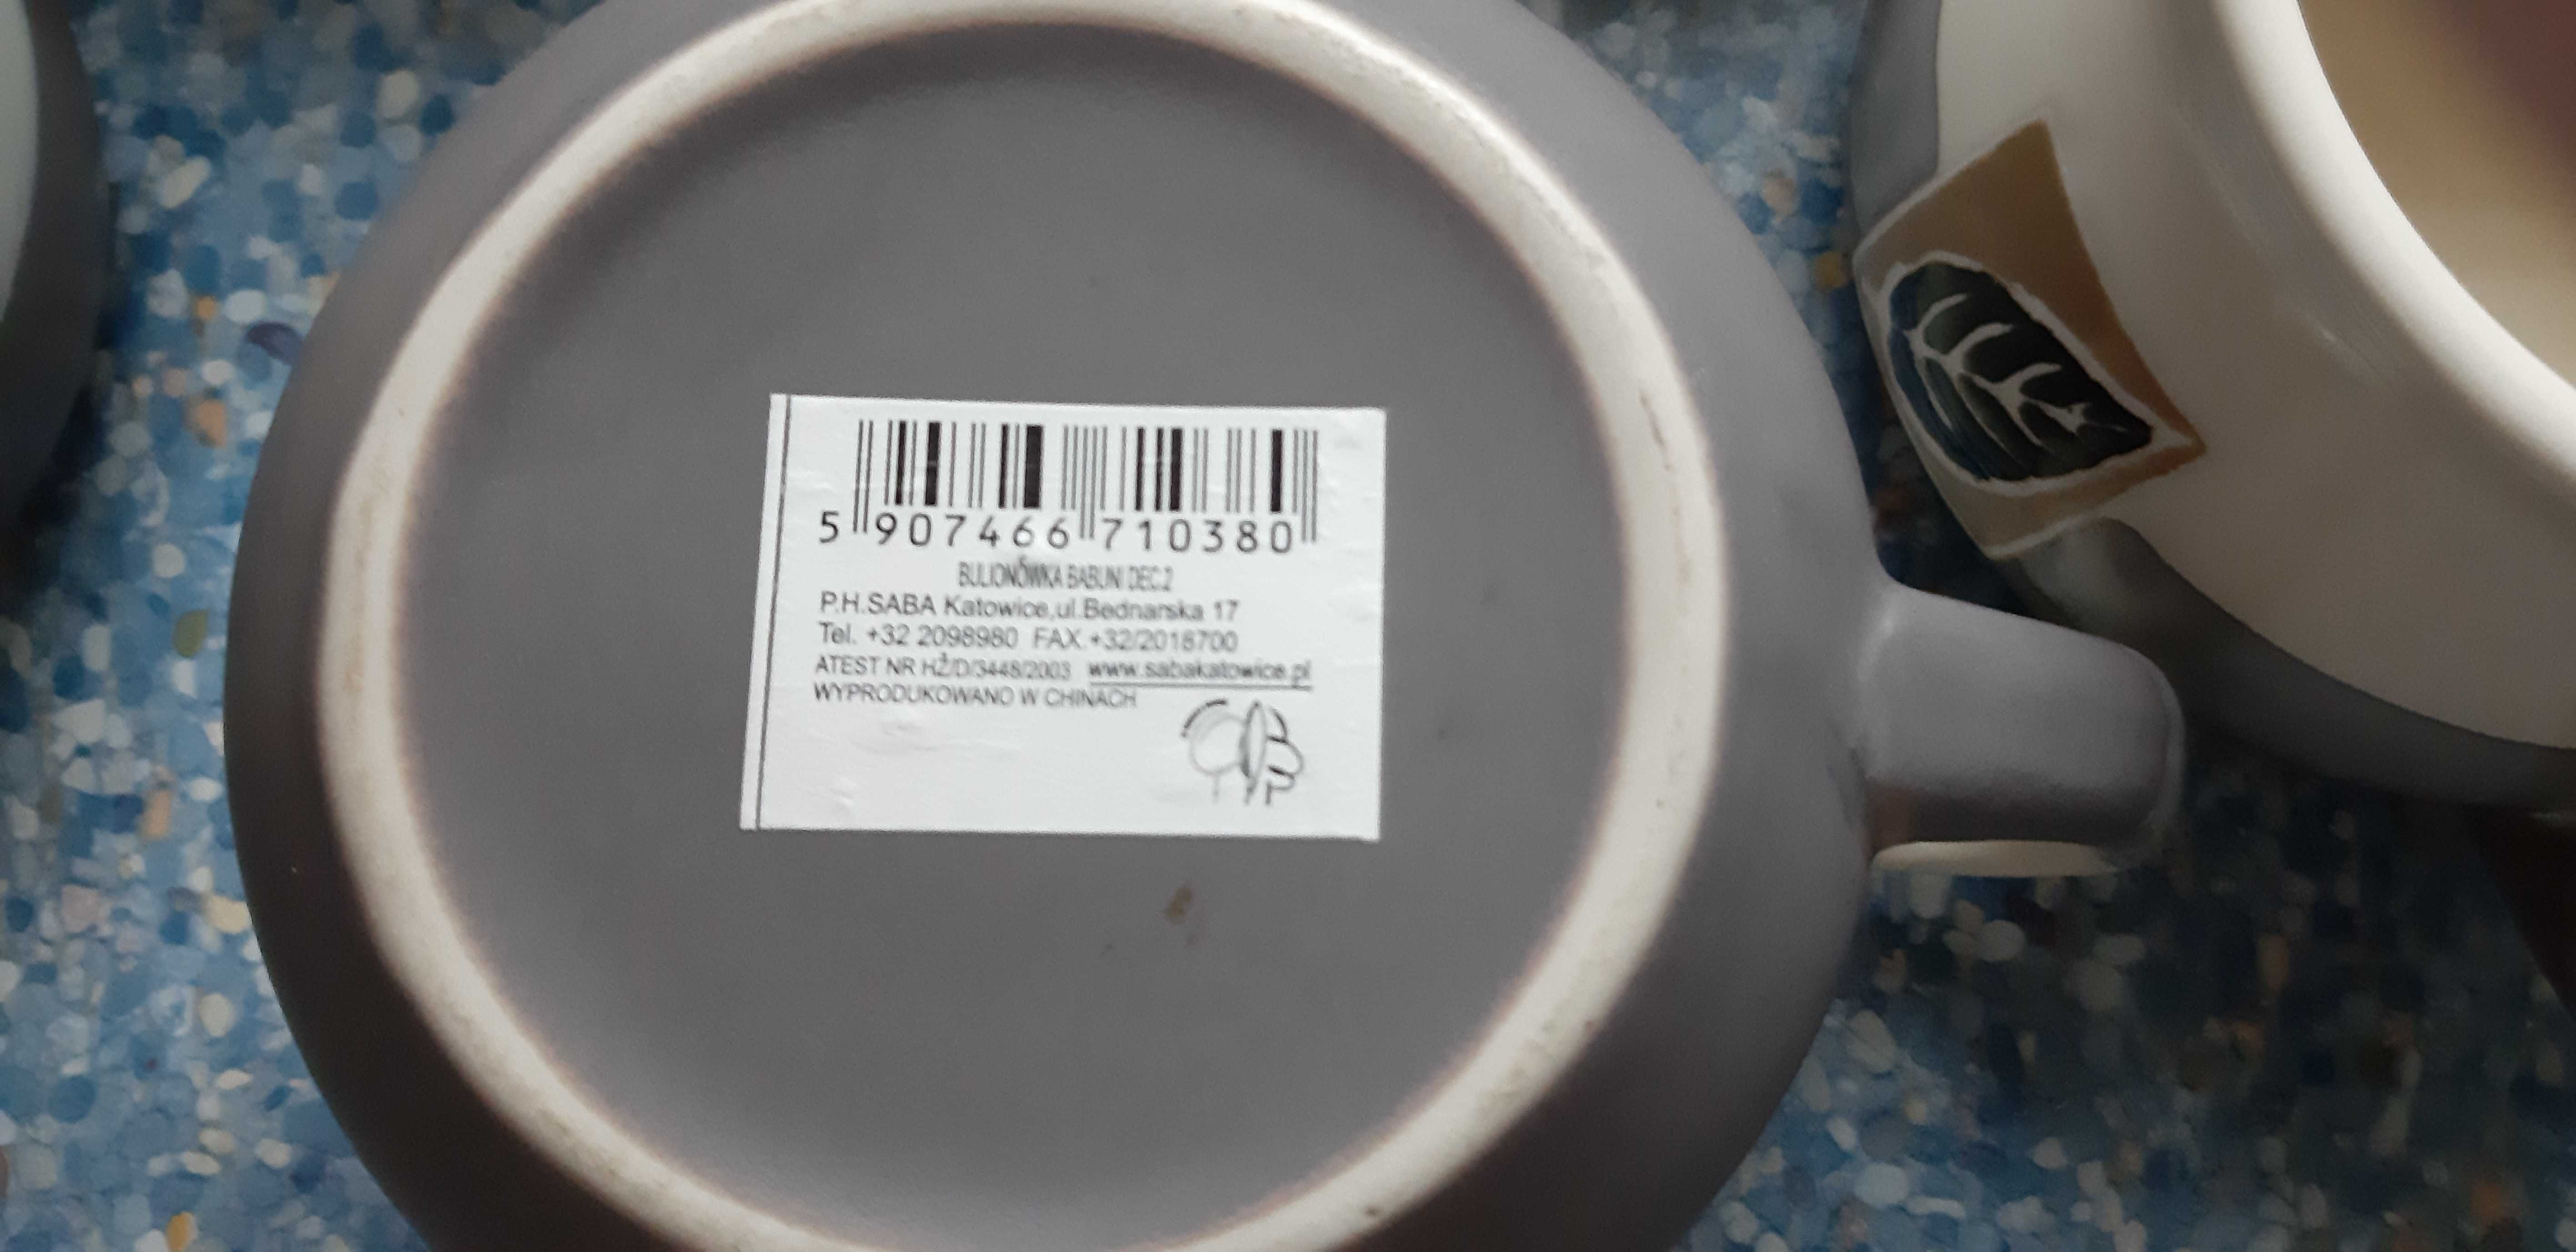 5 907466 710380
BULIONÓWKA BABUNI DEC.2
P.H.SABA Katowice,ul.Bednarska 17
Tel. +32 2098980 FAX.+32/2018700
ATEST NR HŻ/D/3448/2003 www.sabakatowice.pl
WYPRODUKOWANO W CHINACH